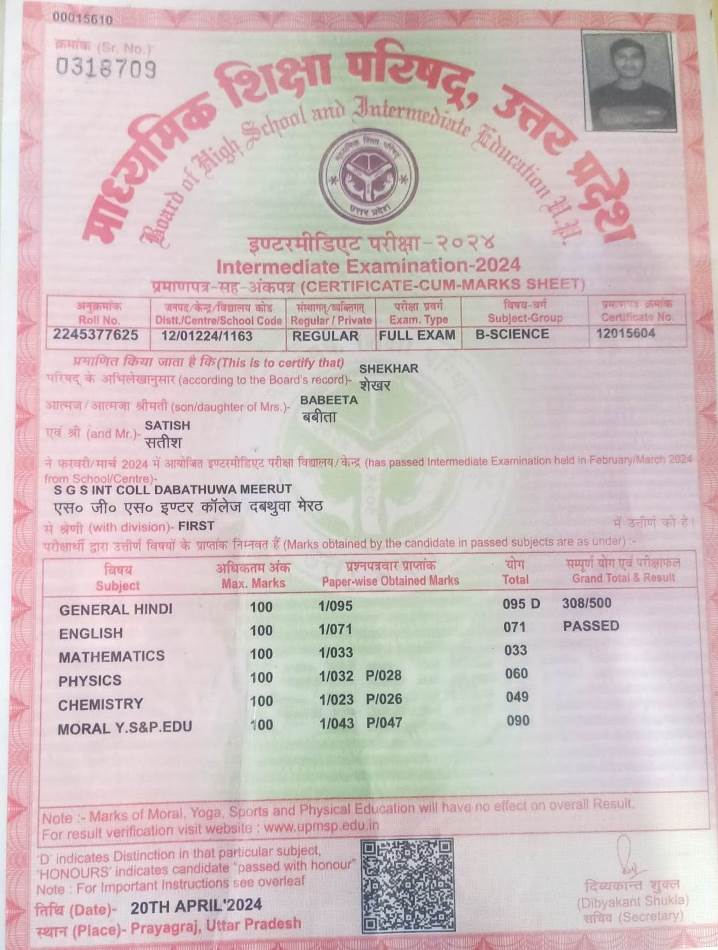 00015610
क्रमांक (Sr. No.)
0318709
माध्यमिक शिक्षा परिषद्, उत्तर प्रदेश
Board of High School and Intermediate Education U.P.
माध्यमिक शिक्षा परिषद्
उत्तर प्रदेश
इण्टरमीडिएट परीक्षा-२०२४
Intermediate Examination-2024
प्रमाणपत्र-सह-अंकपत्र (CERTIFICATE-CUM-MARKS SHEET)
अनुक्रमांक जनपद/केन्द्र/विद्यालय कोड संस्थागत/व्यक्तिगत परीक्षा प्रवर्ग विषय-वर्ग प्रमाणपत्र क्रमांक
Roll No. Distt./Centre/School Code Regular / Private Exam. Type Subject-Group Certificate No.
2245377625 12/01224/1163 REGULAR FULL EXAM B-SCIENCE 12015604
प्रमाणित किया जाता है कि (This is to certify that) SHEKHAR
परिषद् के अभिलेखानुसार (according to the Board's record)- शेखर
आत्मज/आत्मजा श्रीमती (son/daughter of Mrs.)- BABEETA
बबीता
एवं श्री (and Mr.)- SATISH
सतीश
ने फरवरी/मार्च 2024 में आयोजित इण्टरमीडिएट परीक्षा विद्यालय/केन्द्र (has passed Intermediate Examination held in February/March 2024
from School/Centre)-
S G S INT COLL DABATHUWA MEERUT
एस० जी० एस० इण्टर कॉलेज दबथुवा मेरठ
से श्रेणी (with division)- FIRST में उत्तीर्ण की है।
परीक्षार्थी द्वारा उत्तीर्ण विषयों के प्राप्तांक निम्नवत हैं (Marks obtained by the candidate in passed subjects are as under) :-
विषय अधिकतम अंक प्रश्नपत्रवार प्राप्तांक योग सम्पूर्ण योग एवं परीक्षाफल
Subject Max. Marks Paper-wise Obtained Marks Total Grand Total & Result
GENERAL HINDI 100 1/095 095 D 308/500
ENGLISH 100 1/071 071 PASSED
MATHEMATICS 100 1/033 033
PHYSICS 100 1/032 P/028 060
CHEMISTRY 100 1/023 P/026 049
MORAL Y.S&P.EDU 100 1/043 P/047 090
Note :- Marks of Moral, Yoga, Sports and Physical Education will have no effect on overall Result.
For result verification visit website : www.upmsp.edu.in
'D' indicates Distinction in that particular subject,
'HONOURS' indicates candidate "passed with honour"
Note : For Important Instructions see overleaf
तिथि (Date)- 20TH APRIL'2024
स्थान (Place)- Prayagraj, Uttar Pradesh
दिब्यकान्त शुक्ल
(Dibyakant Shukla)
सचिव (Secretary)